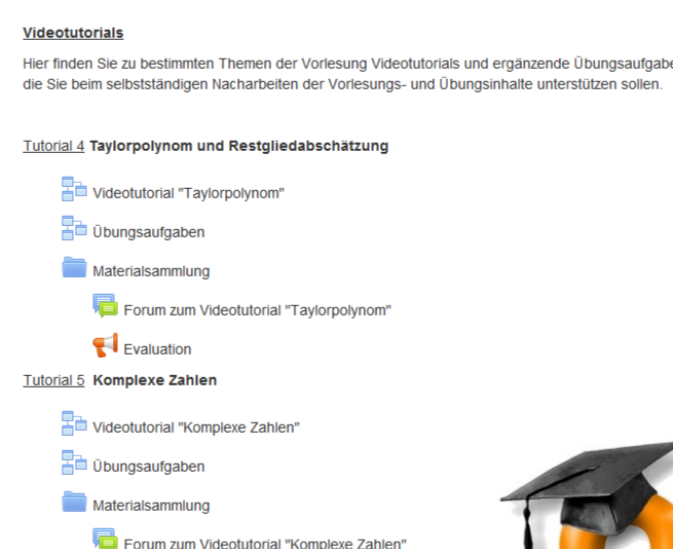 Videotutorials
Hier finden Sie zu bestimmten Themen der Vorlesung Videotutorials und ergänzende Übungsaufgabe
die Sie beim selbstständigen Nacharbeiten der Vorlesungs- und Übungsinhalte unterstützen sollen.
Tutorial 4 Taylorpolynom und Restgliedabschätzung
Videotutorial "Taylorpolynom"
Übungsaufgaben
Materialsammlung
Forum zum Videotutorial "Taylorpolynom"
Evaluation
Tutorial 5 Komplexe Zahlen
Videotutorial "Komplexe Zahlen"
Übungsaufgaben
Materialsammlung
Forum zum Videotutorial "Komplexe Zahlen"